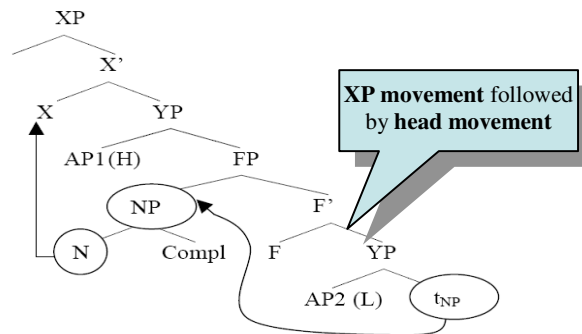 XP
X’
X YP
XP movement followed
by head movement
AP1 (H) FP
NP F’
N Compl F YP
AP2 (L) tNP